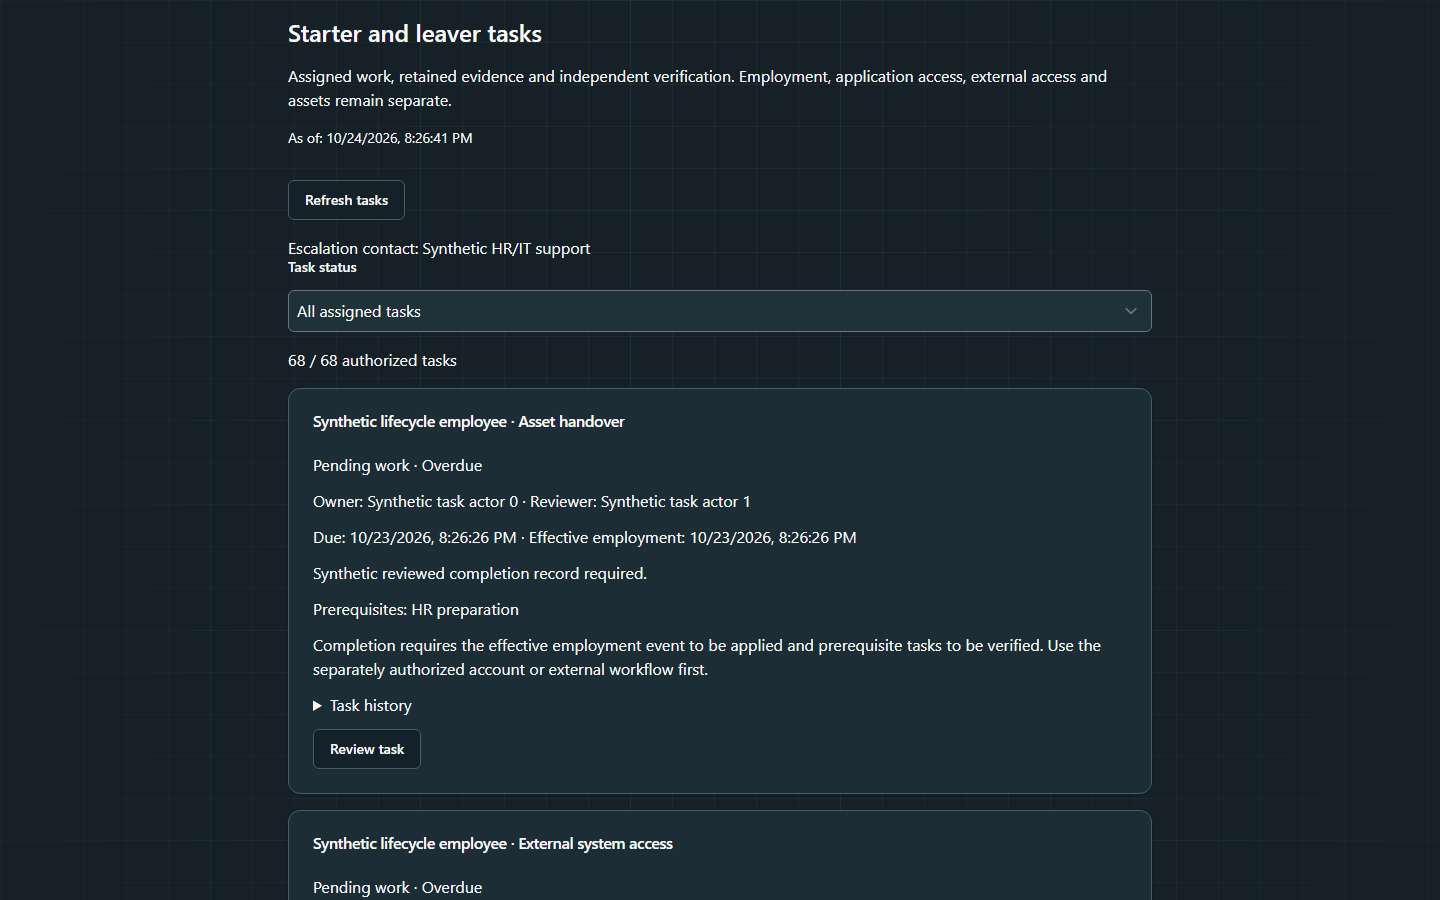 Starter and leaver tasks
Assigned work, retained evidence and independent verification. Employment, application access, external access and
assets remain separate.
As of: 10/24/2026, 8:26:41 PM
Refresh tasks
Escalation contact: Synthetic HR/IT support
Task status
All assigned tasks
68 / 68 authorized tasks
Synthetic lifecycle employee · Asset handover
Pending work · Overdue
Owner: Synthetic task actor 0 · Reviewer: Synthetic task actor 1
Due: 10/23/2026, 8:26:26 PM · Effective employment: 10/23/2026, 8:26:26 PM
Synthetic reviewed completion record required.
Prerequisites: HR preparation
Completion requires the effective employment event to be applied and prerequisite tasks to be verified. Use the
separately authorized account or external workflow first.
Task history
Review task
Synthetic lifecycle employee · External system access
Pending work · Overdue